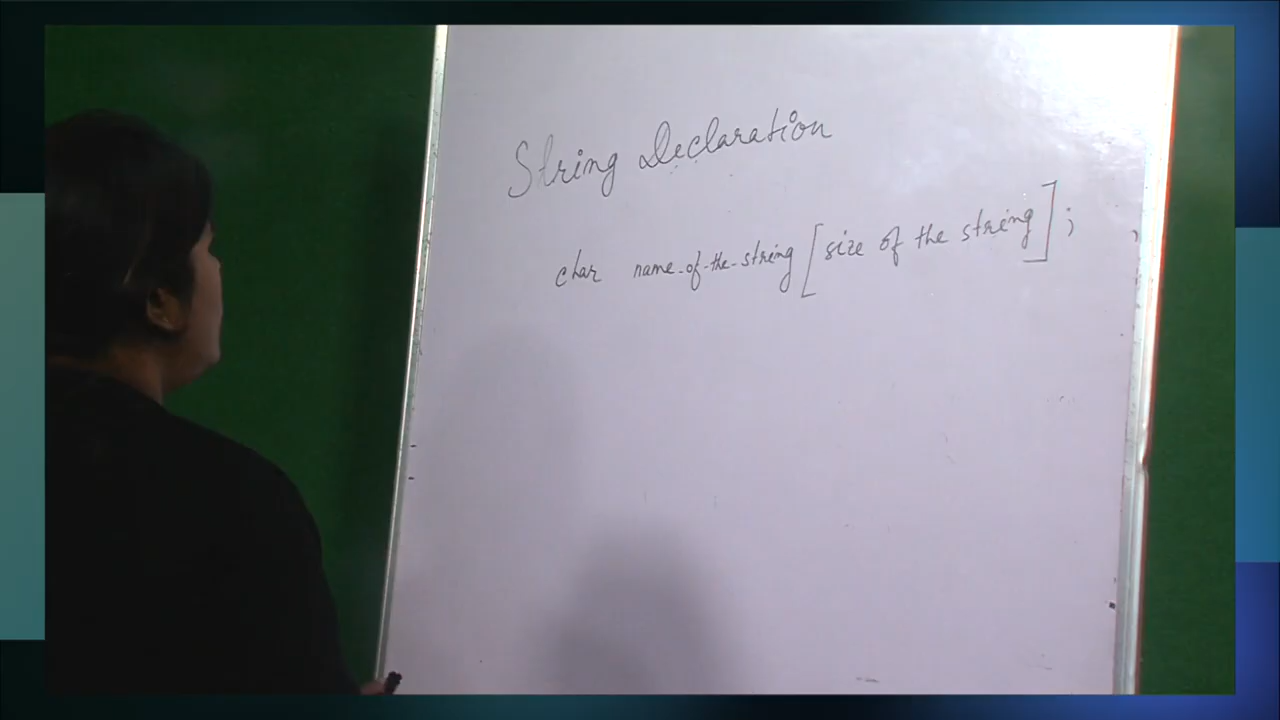 String Declaration
char name-of-the-string [size of the string];